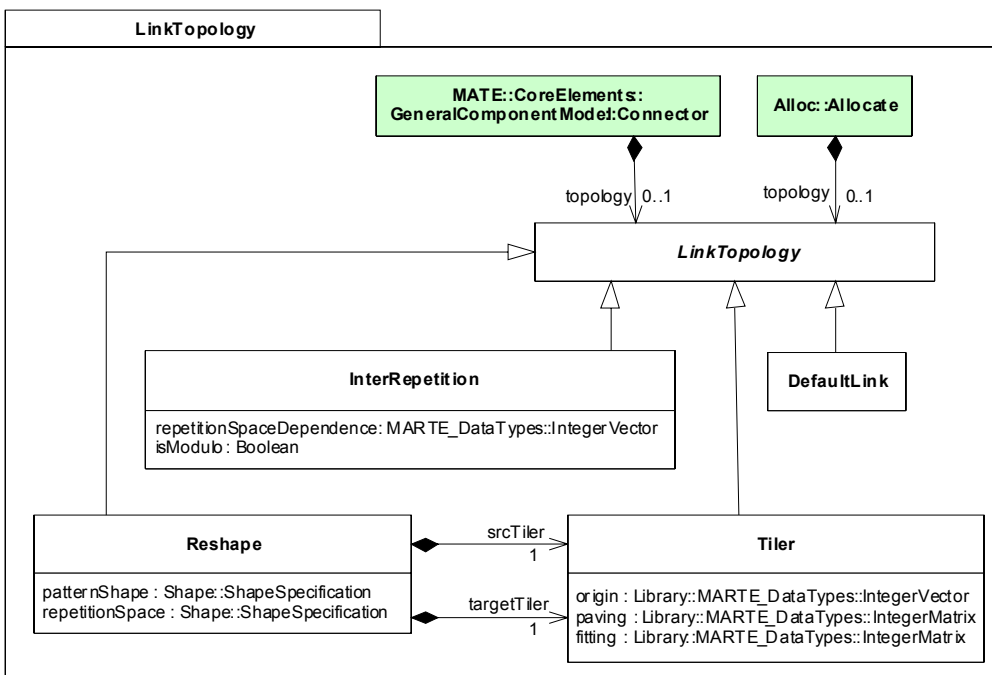 LinkTopology
MATE::CoreElements::
GeneralComponentModel:Connector
Alloc::Allocate
topology 0..1
topology 0..1
LinkTopology
InterRepetition
repetitionSpaceDependence: MARTE_DataTypes::IntegerVector
isModulo : Boolean
DefaultLink
Reshape
patternShape : Shape::ShapeSpecification
repetitionSpace : Shape::ShapeSpecification
srcTiler
1
targetTiler
1
Tiler
origin : Library::MARTE_DataTypes::IntegerVector
paving : Library::MARTE_DataTypes::IntegerMatrix
fitting : Library::MARTE_DataTypes::IntegerMatrix